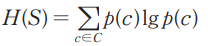 H(S) = ∑ p(c) lg p(c)
c∈C